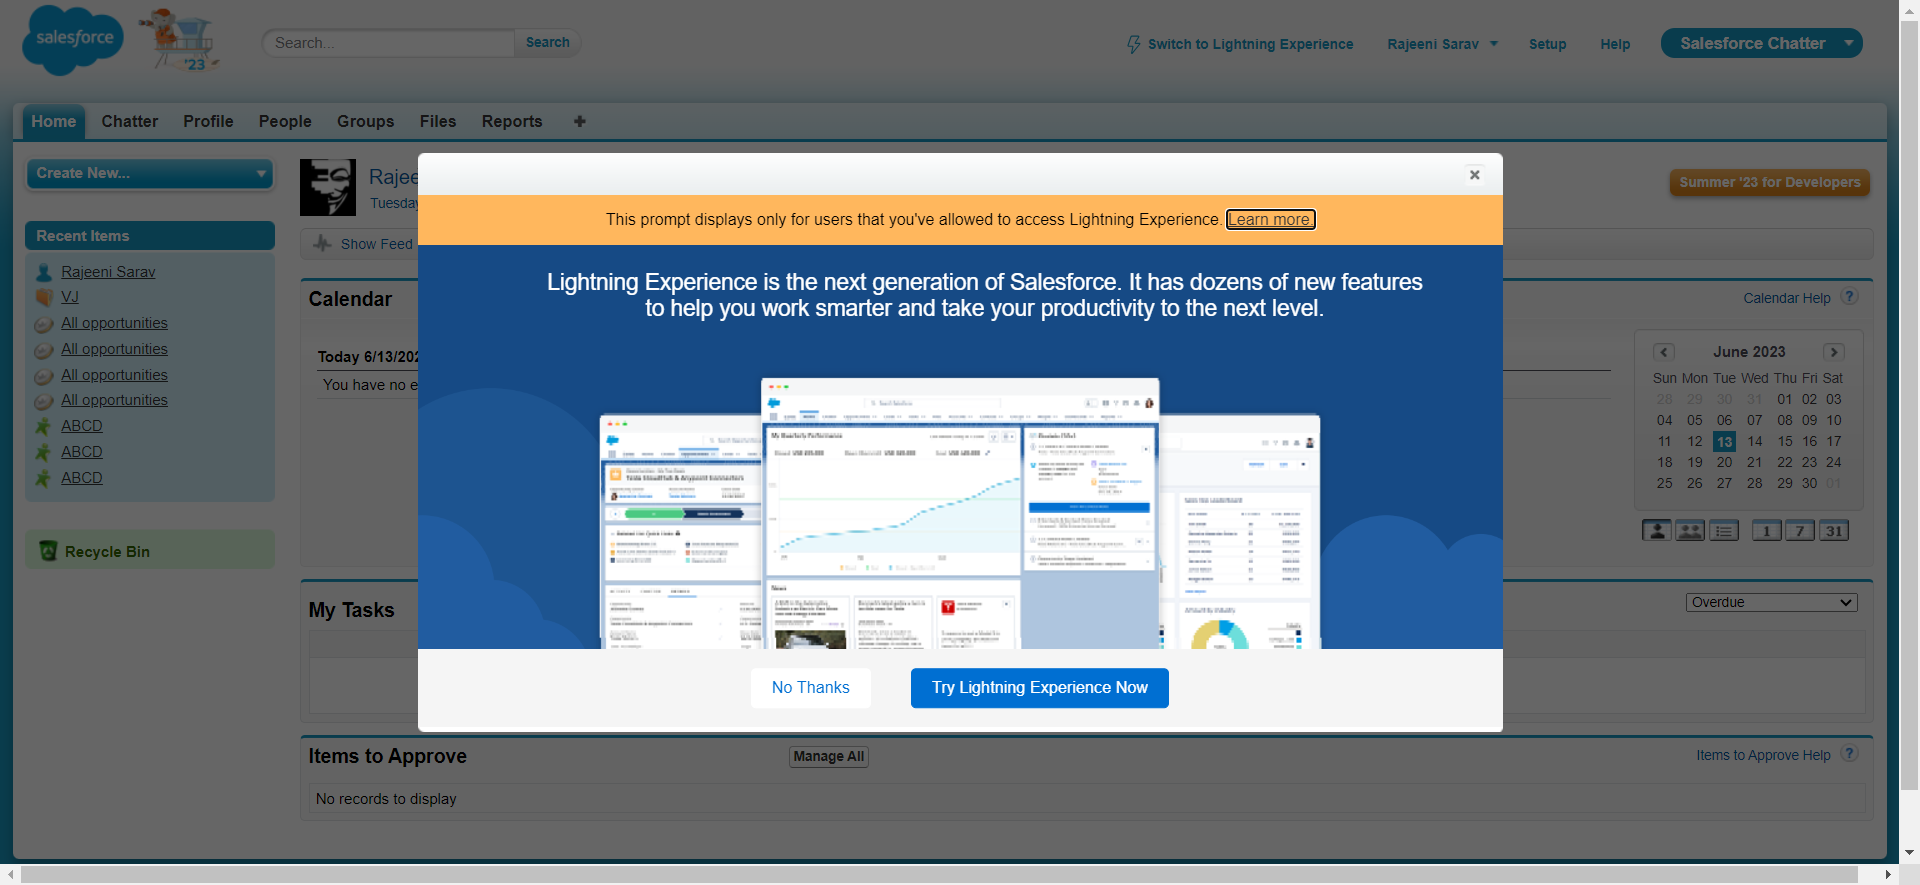 salesforce
'23
Search...
Search
Switch to Lightning Experience
Rajeeni Sarav
Setup
Help
Salesforce Chatter
Home
Chatter
Profile
People
Groups
Files
Reports
Create New...
Rajee
Tuesday
Summer '23 for Developers
Recent Items
Rajeeni Sarav
VJ
All opportunities
All opportunities
All opportunities
All opportunities
ABCD
ABCD
ABCD
Recycle Bin
Show Feed
This prompt displays only for users that you've allowed to access Lightning Experience. Learn more.
Lightning Experience is the next generation of Salesforce. It has dozens of new features
to help you work smarter and take your productivity to the next level.
My Quarterly Performance
News
No Thanks
Try Lightning Experience Now
Calendar
Calendar Help
?
Today 6/13/202
You have no e
June 2023
Sun Mon Tue Wed Thu Fri Sat
28 29 30 31 01 02 03
04 05 06 07 08 09 10
11 12 13 14 15 16 17
18 19 20 21 22 23 24
25 26 27 28 29 30 01
1 7 31
My Tasks
Overdue
Items to Approve
Manage All
Items to Approve Help
?
No records to display